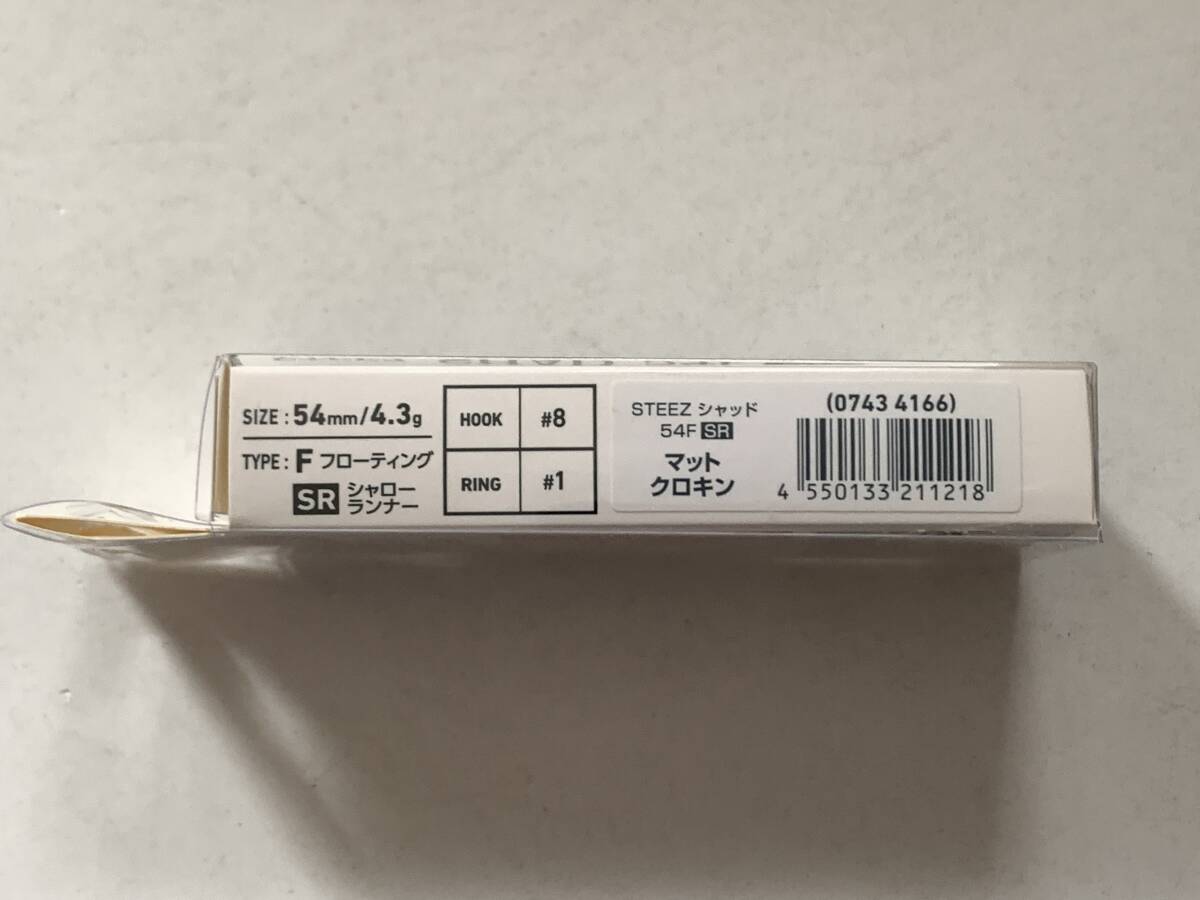 SIZE : 54mm/4.3g
TYPE : F フローティング
SR シャロー
ランナー
HOOK #8
RING #1
STEEZ シャッド
54F SR
マット
クロキン
(0743 4166)
4 550133 211218